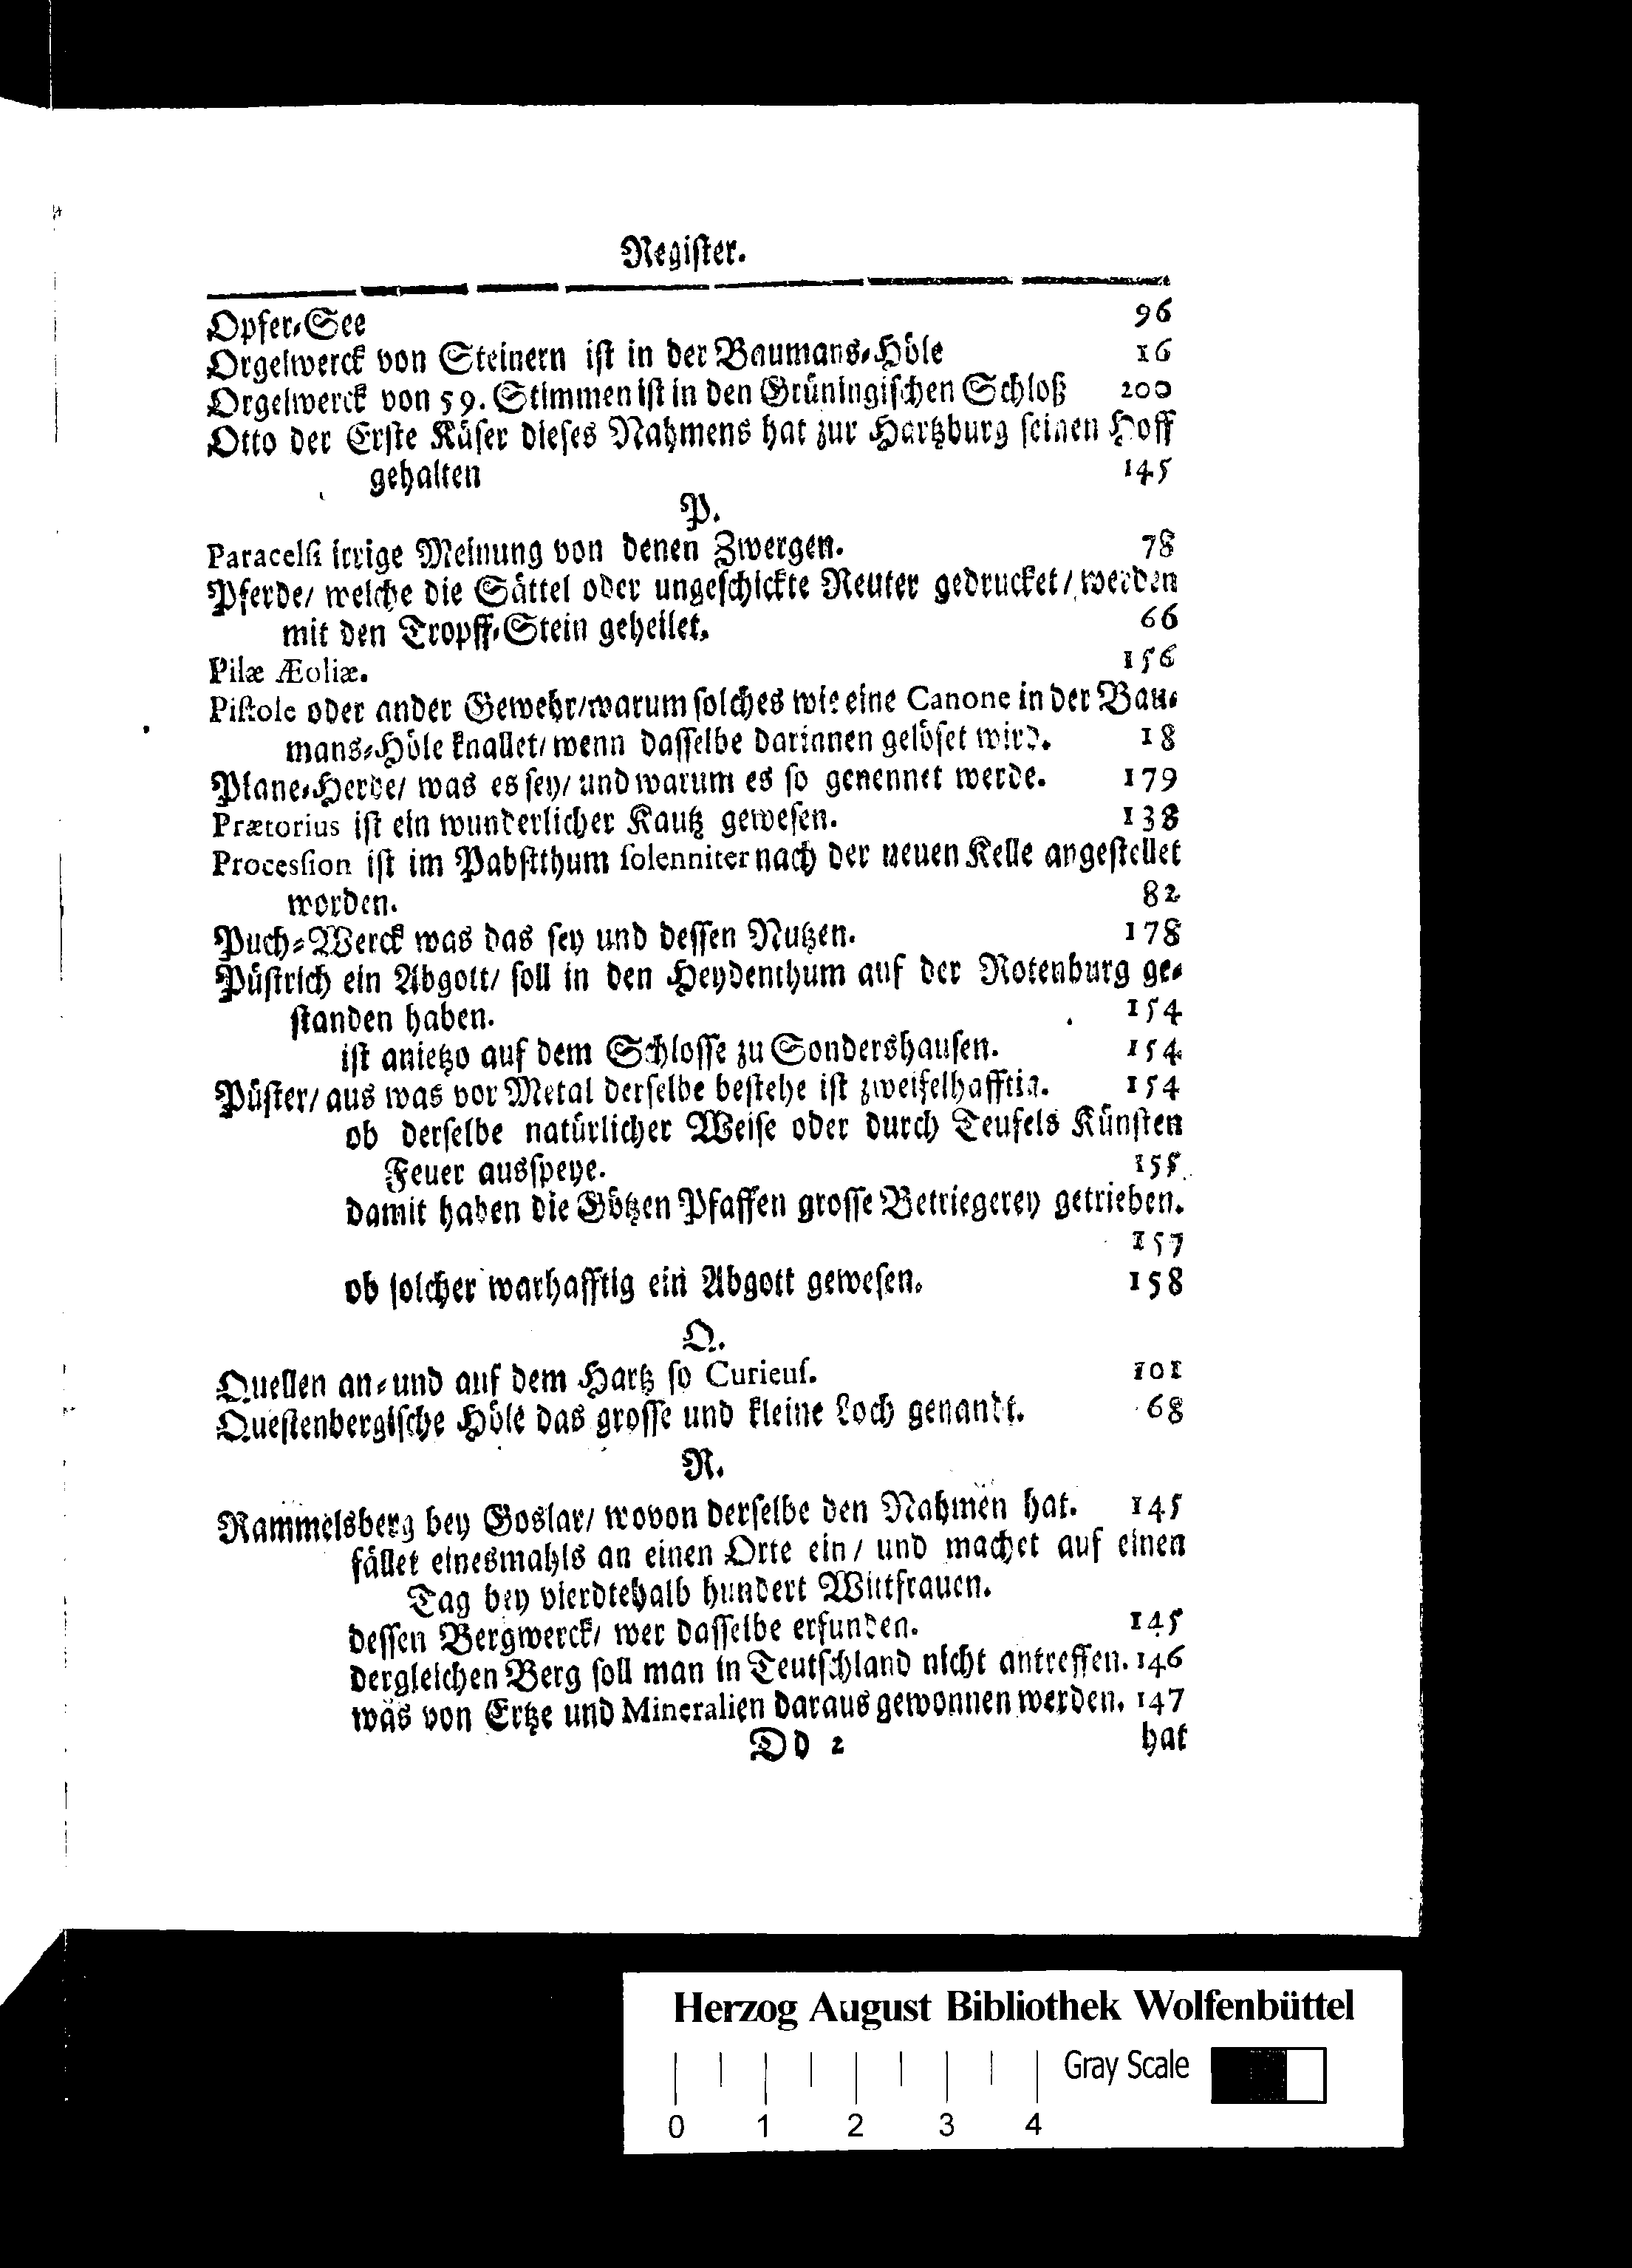 Register.
Opfer-See 96
Orgelwerck von Steinern ist in der Baumans-Höle 16
Orgelwerck von 59. Stimmen ist in den Grüningischen Schloß 200
Otto der Erste Käser dieses Nahmens hat zur Hartzburg seinen Hoff
gehalten 145
P.
Paracelsi irrige Meinung von denen Zwergen. 78
Pferde/ welche die Sättel oder ungeschickte Reuter gedrucket/ werden
mit den Tropff-Stein geheilet. 66
Pilæ Æoliæ. 156
Pistole oder ander Gewehr/warum solches wie eine Canone in der Bau-
mans-Höle knallet/ wenn dasselbe darinnen gelöset wird. 18
Plane-Herde/ was es sey/ und warum es so genennet werde. 179
Prætorius ist ein wunderlicher Kautz gewesen. 138
Procession ist im Pabstthum solenniter nach der neuen Kelle angestellet
worden. 82
Puch-Werck was das sey und dessen Nutzen. 178
Püstrich ein Abgott/ soll in den Heydenthum auf der Rotenburg ge-
standen haben. 154
ist anietzo auf dem Schlosse zu Sondershausen. 154
Püster/ aus was vor Metal derselbe bestehe ist zweifelhafftig. 154
ob derselbe natürlicher Weise oder durch Teufels Künsten
Feuer ausspeye. 155
damit haben die Götzen Pfaffen grosse Betriegerey getrieben.
157
ob solcher warhafftig ein Abgott gewesen. 158
Q.
Quellen an-und auf dem Hartz so Curieus. 101
Questenbergische Höle das grosse und kleine Loch genandt. 68
R.
Rammelsberg bey Goslar/ wovon derselbe den Nahmen hat. 145
fället einesmahls an einen Orte ein/ und machet auf einen
Tag bey vierdtehalb hundert Wittfrauen.
dessen Bergwerck/ wer dasselbe erfunden. 145
dergleichen Berg soll man in Teutschland nicht antreffen. 146
was von Ertze und Mineralien daraus gewonnen werden. 147
Dd 2 hat
Herzog August Bibliothek Wolfenbüttel
Gray Scale
0 1 2 3 4